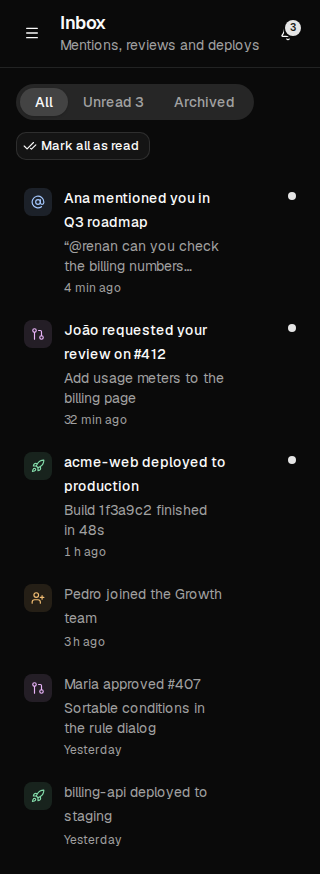 Inbox
Mentions, reviews and deploys
3
All Unread 3 Archived
Mark all as read
Ana mentioned you in
Q3 roadmap
“@renan can you check
the billing numbers…
4 min ago
João requested your
review on #412
Add usage meters to the
billing page
32 min ago
acme-web deployed to
production
Build 1f3a9c2 finished
in 48s
1 h ago
Pedro joined the Growth
team
3 h ago
Maria approved #407
Sortable conditions in
the rule dialog
Yesterday
billing-api deployed to
staging
Yesterday